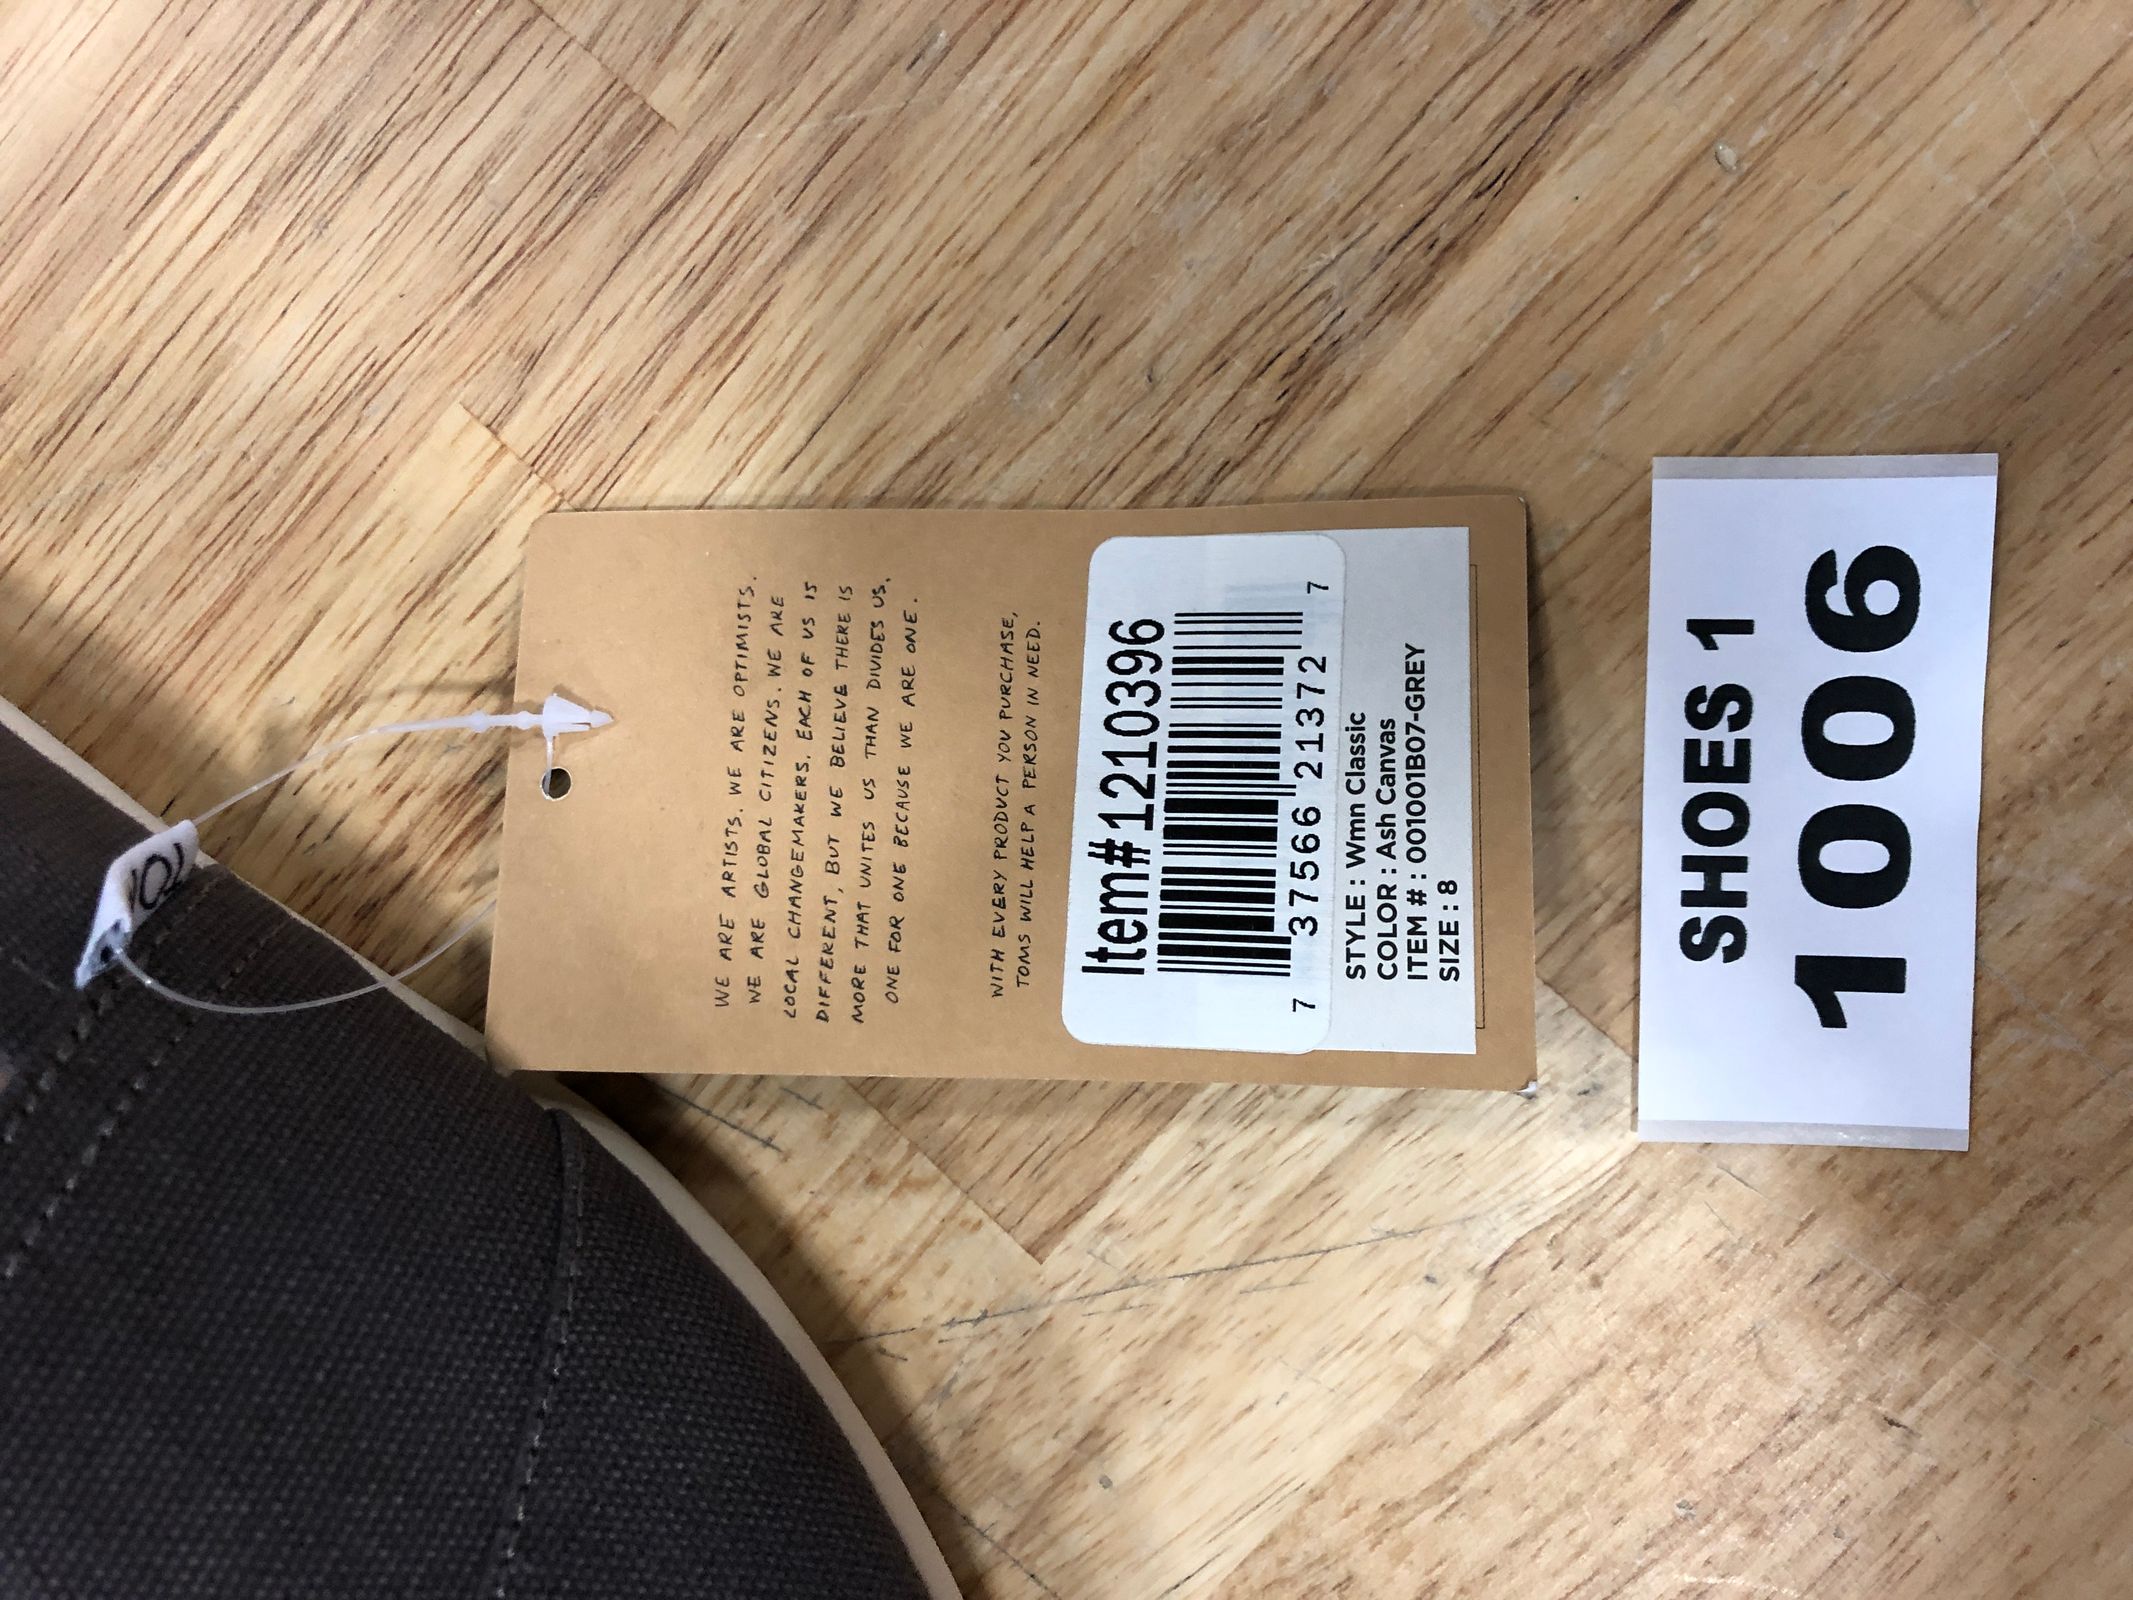 WE ARE ARTISTS. WE ARE OPTIMISTS.
WE ARE GLOBAL CITIZENS. WE ARE
LOCAL CHANGEMAKERS. EACH OF US IS
DIFFERENT, BUT WE BELIEVE THERE IS
MORE THAT UNITES US THAN DIVIDES US.
ONE FOR ONE BECAUSE WE ARE ONE.
WITH EVERY PRODUCT YOU PURCHASE,
TOMS WILL HELP A PERSON IN NEED.
Item#1210396
7 37566 21372 7
STYLE : Wmn Classic
COLOR : Ash Canvas
ITEM # : 001001B07-GREY
SIZE : 8
SHOES 1
1006